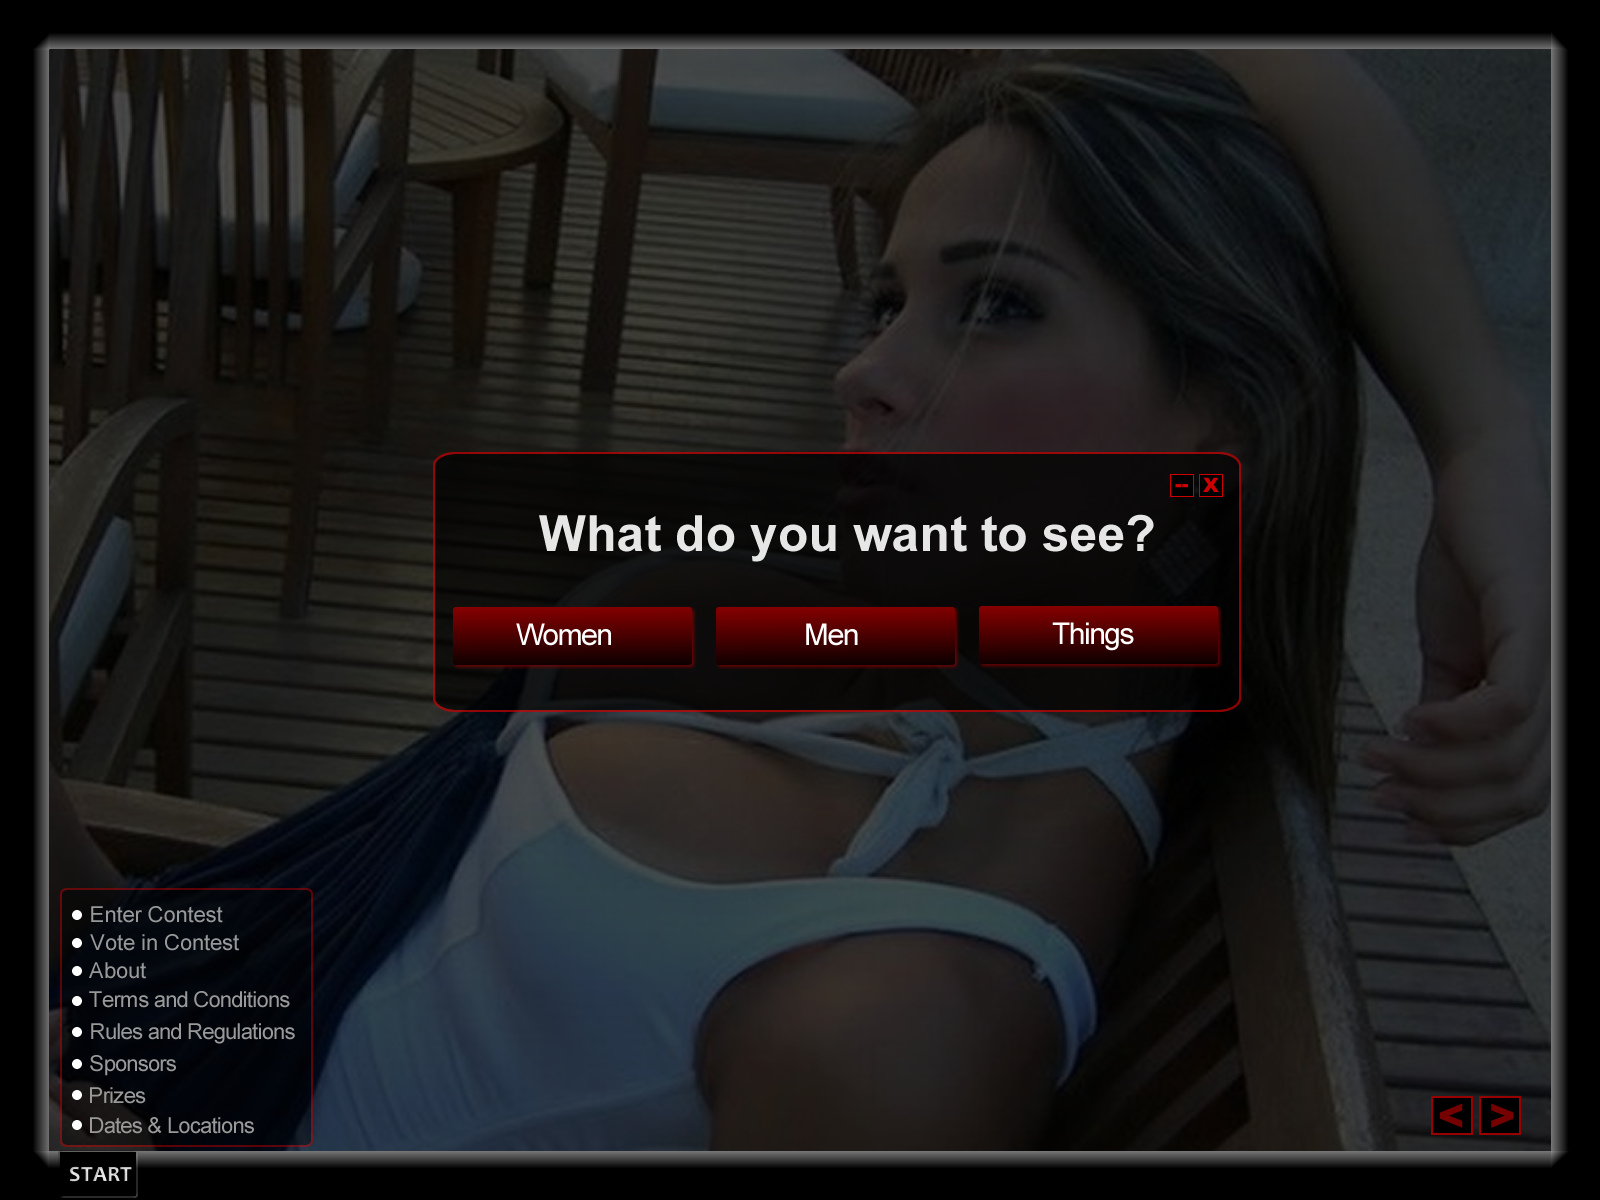 -- X
What do you want to see?
Women Men Things
Enter Contest
Vote in Contest
About
Terms and Conditions
Rules and Regulations
Sponsors
Prizes
Dates & Locations
< >
START